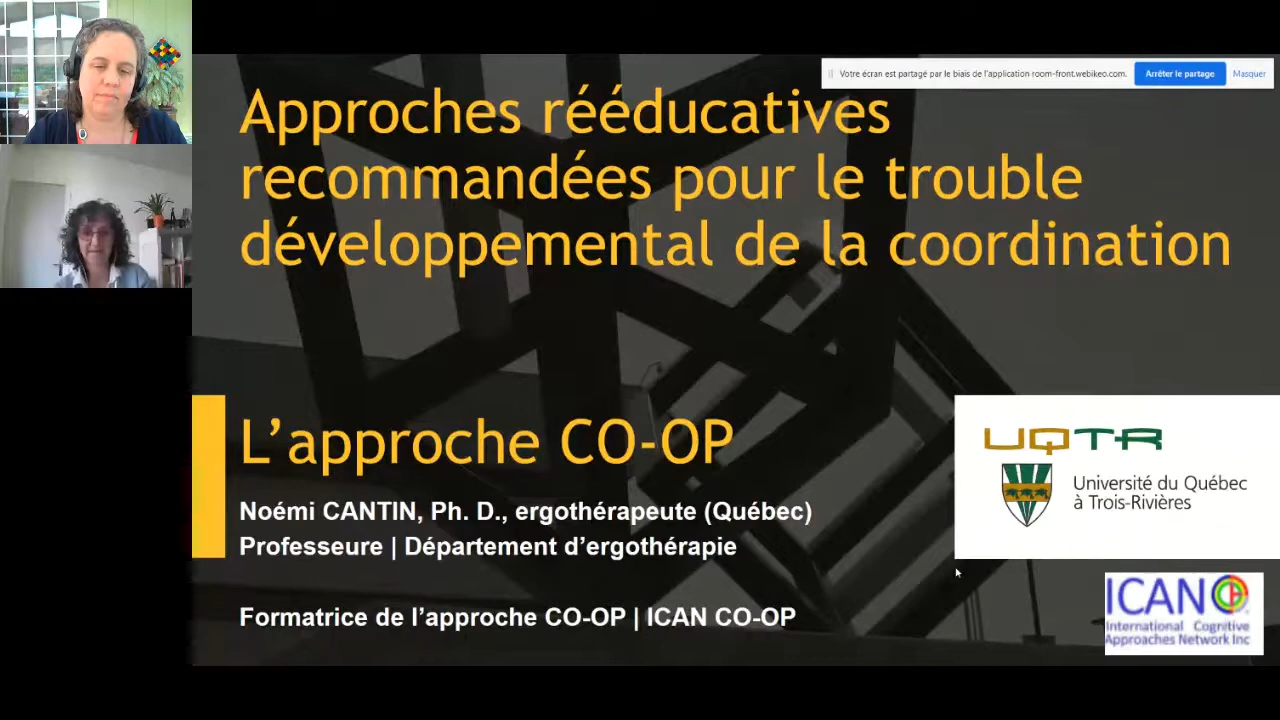 Votre écran est partagé par le biais de l'application room-front.webikeo.com.
Arrêter le partage
Masquer
Approches rééducatives
recommandées pour le trouble
développemental de la coordination
L'approche CO-OP
Noémi CANTIN, Ph. D., ergothérapeute (Québec)
Professeure | Département d'ergothérapie
Formatrice de l'approche CO-OP | ICAN CO-OP
UQTR
Université du Québec
à Trois-Rivières
ICAN
International Cognitive
Approaches Network Inc